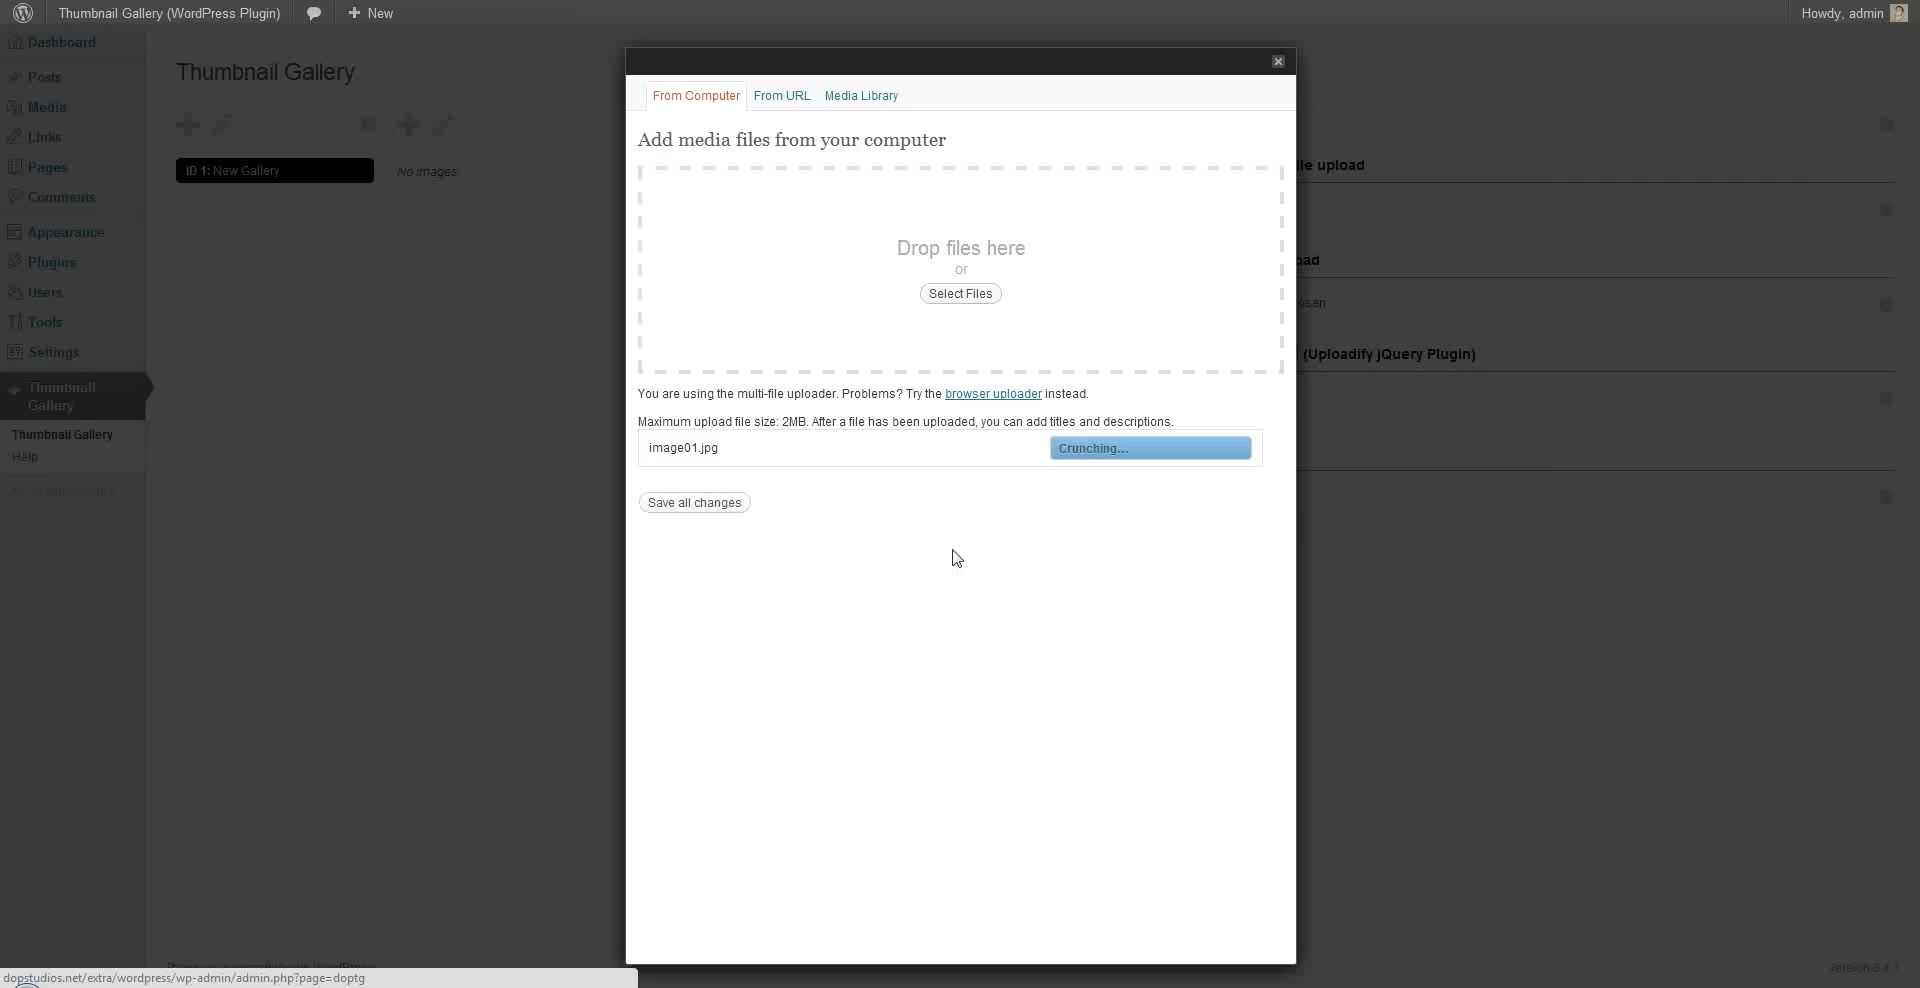 Thumbnail Gallery (WordPress Plugin)
New
Howdy, admin
Dashboard
Posts
Media
Links
Pages
Comments
Appearance
Plugins
Users
Tools
Settings
Thumbnail
Gallery
Thumbnail Gallery
Help
Thumbnail Gallery
ID 1: New Gallery
No images.
From Computer
From URL
Media Library
Add media files from your computer
Drop files here
or
Select Files
You are using the multi-file uploader. Problems? Try the browser uploader instead.
Maximum upload file size: 2MB. After a file has been uploaded, you can add titles and descriptions.
image01.jpg
Crunching...
Save all changes
upload
(Uploadify jQuery Plugin)
dopstudios.net/extra/wordpress/wp-admin/admin.php?page=doptg